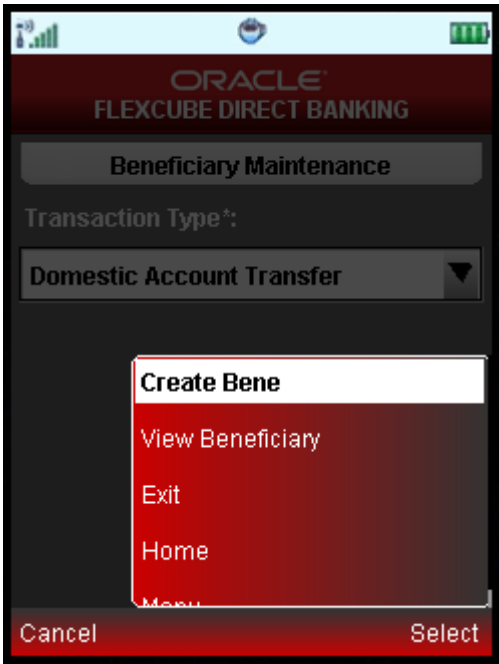 ORACLE
FLEXCUBE DIRECT BANKING
Beneficiary Maintenance
Transaction Type*:
Domestic Account Transfer
Create Bene
View Beneficiary
Exit
Home
Menu
Cancel Select